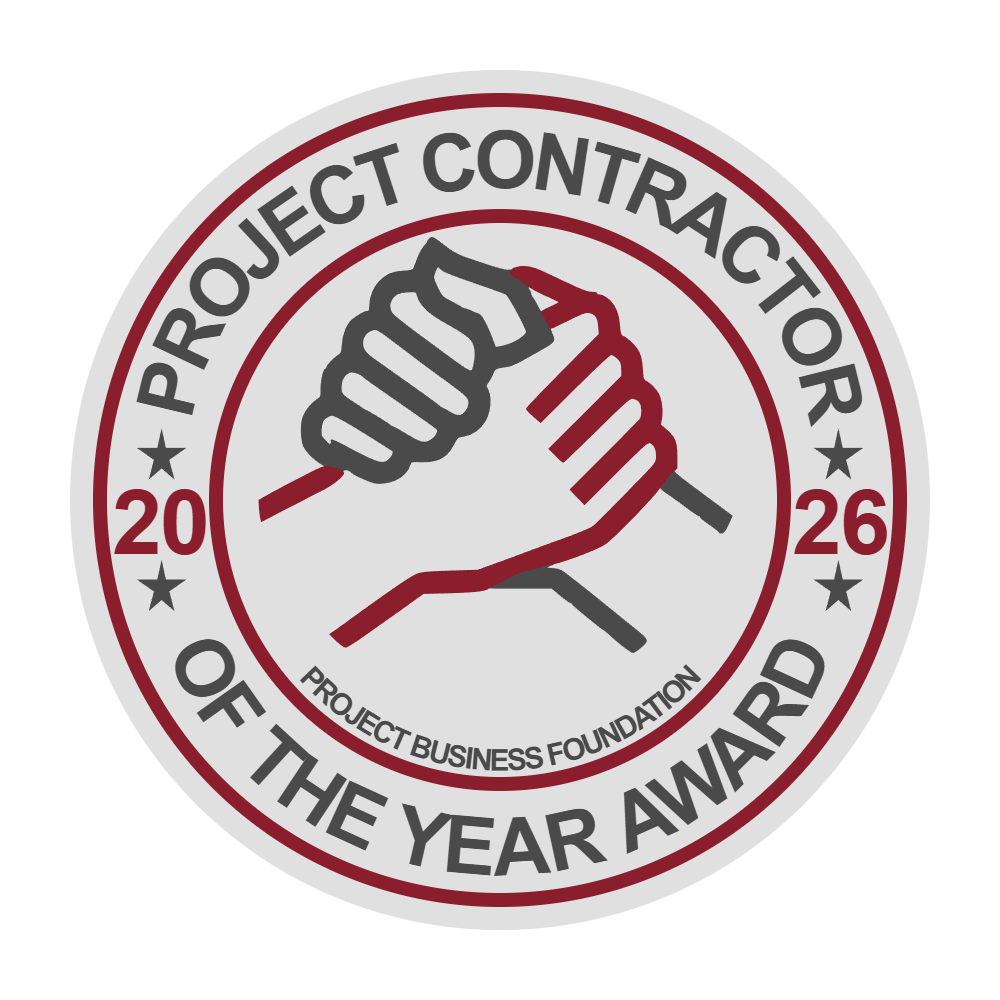 PROJECT CONTRACTOR
20 26
OF THE YEAR AWARD
PROJECT BUSINESS FOUNDATION